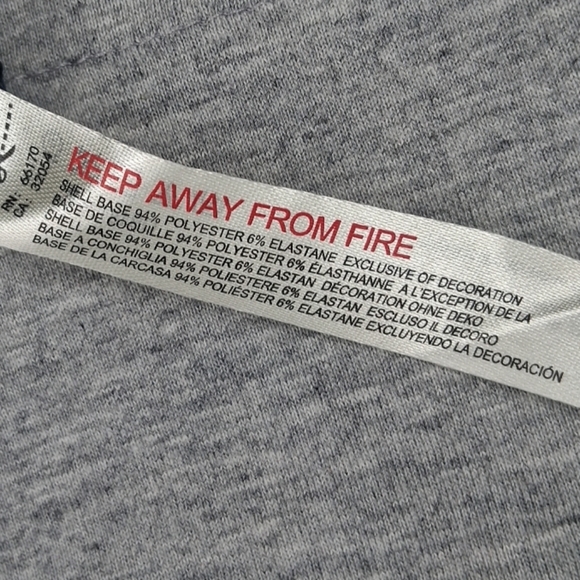 RN 66170
CA 32054
KEEP AWAY FROM FIRE
SHELL BASE 94% POLYESTER 6% ELASTANE EXCLUSIVE OF DECORATION
BASE DE COQUILLE 94% POLYESTER 6% ÉLASTHANNE A L'EXCEPTION DE LA
SHELL BASE 94% POLYESTER 6% ELASTAN DÉCORATION OHNE DEKO
BASE A CONCHIGLIA 94% POLIESTERE 6% ELASTAN ESCLUSO IL DECORO
BASE DE LA CARCASA 94% POLIÉSTER 6% ELASTANE EXCLUYENDO LA DECORACIÓN